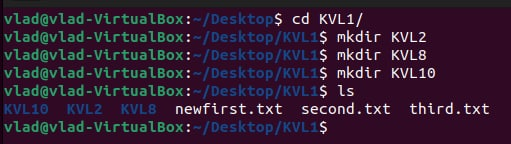 vlad@vlad-VirtualBox:~/Desktop$ cd KVL1/
vlad@vlad-VirtualBox:~/Desktop/KVL1$ mkdir KVL2
vlad@vlad-VirtualBox:~/Desktop/KVL1$ mkdir KVL8
vlad@vlad-VirtualBox:~/Desktop/KVL1$ mkdir KVL10
vlad@vlad-VirtualBox:~/Desktop/KVL1$ ls
KVL10  KVL2  KVL8  newfirst.txt  second.txt  third.txt
vlad@vlad-VirtualBox:~/Desktop/KVL1$